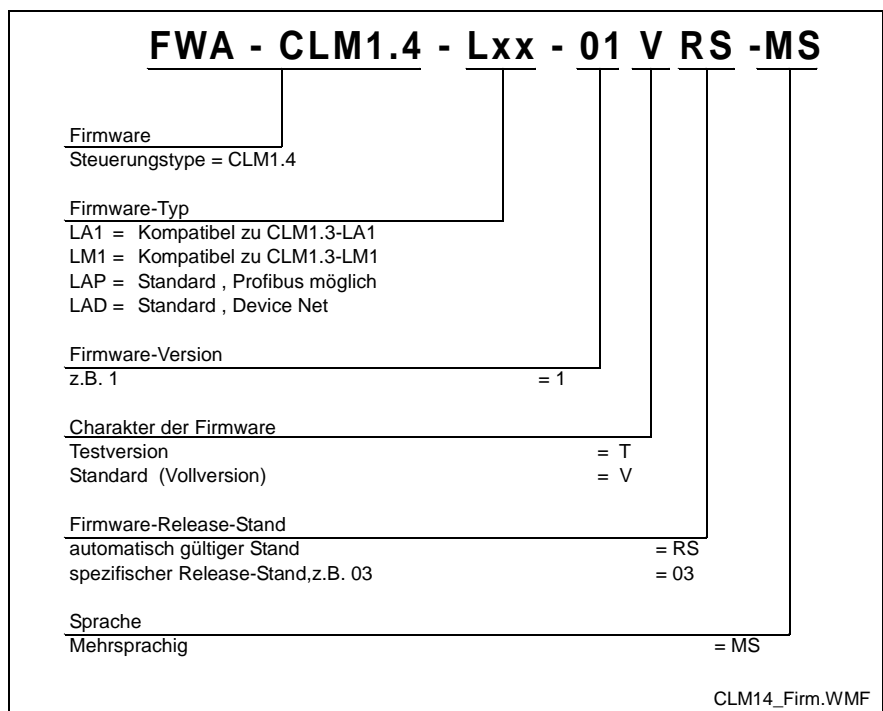 FWA - CLM1.4 - Lxx - 01 V RS -MS
Firmware
Steuerungstype = CLM1.4
Firmware-Typ
LA1 = Kompatibel zu CLM1.3-LA1
LM1 = Kompatibel zu CLM1.3-LM1
LAP = Standard , Profibus möglich
LAD = Standard , Device Net
Firmware-Version
z.B. 1 = 1
Charakter der Firmware
Testversion = T
Standard (Vollversion) = V
Firmware-Release-Stand
automatisch gültiger Stand = RS
spezifischer Release-Stand,z.B. 03 = 03
Sprache
Mehrsprachig = MS
CLM14_Firm.WMF